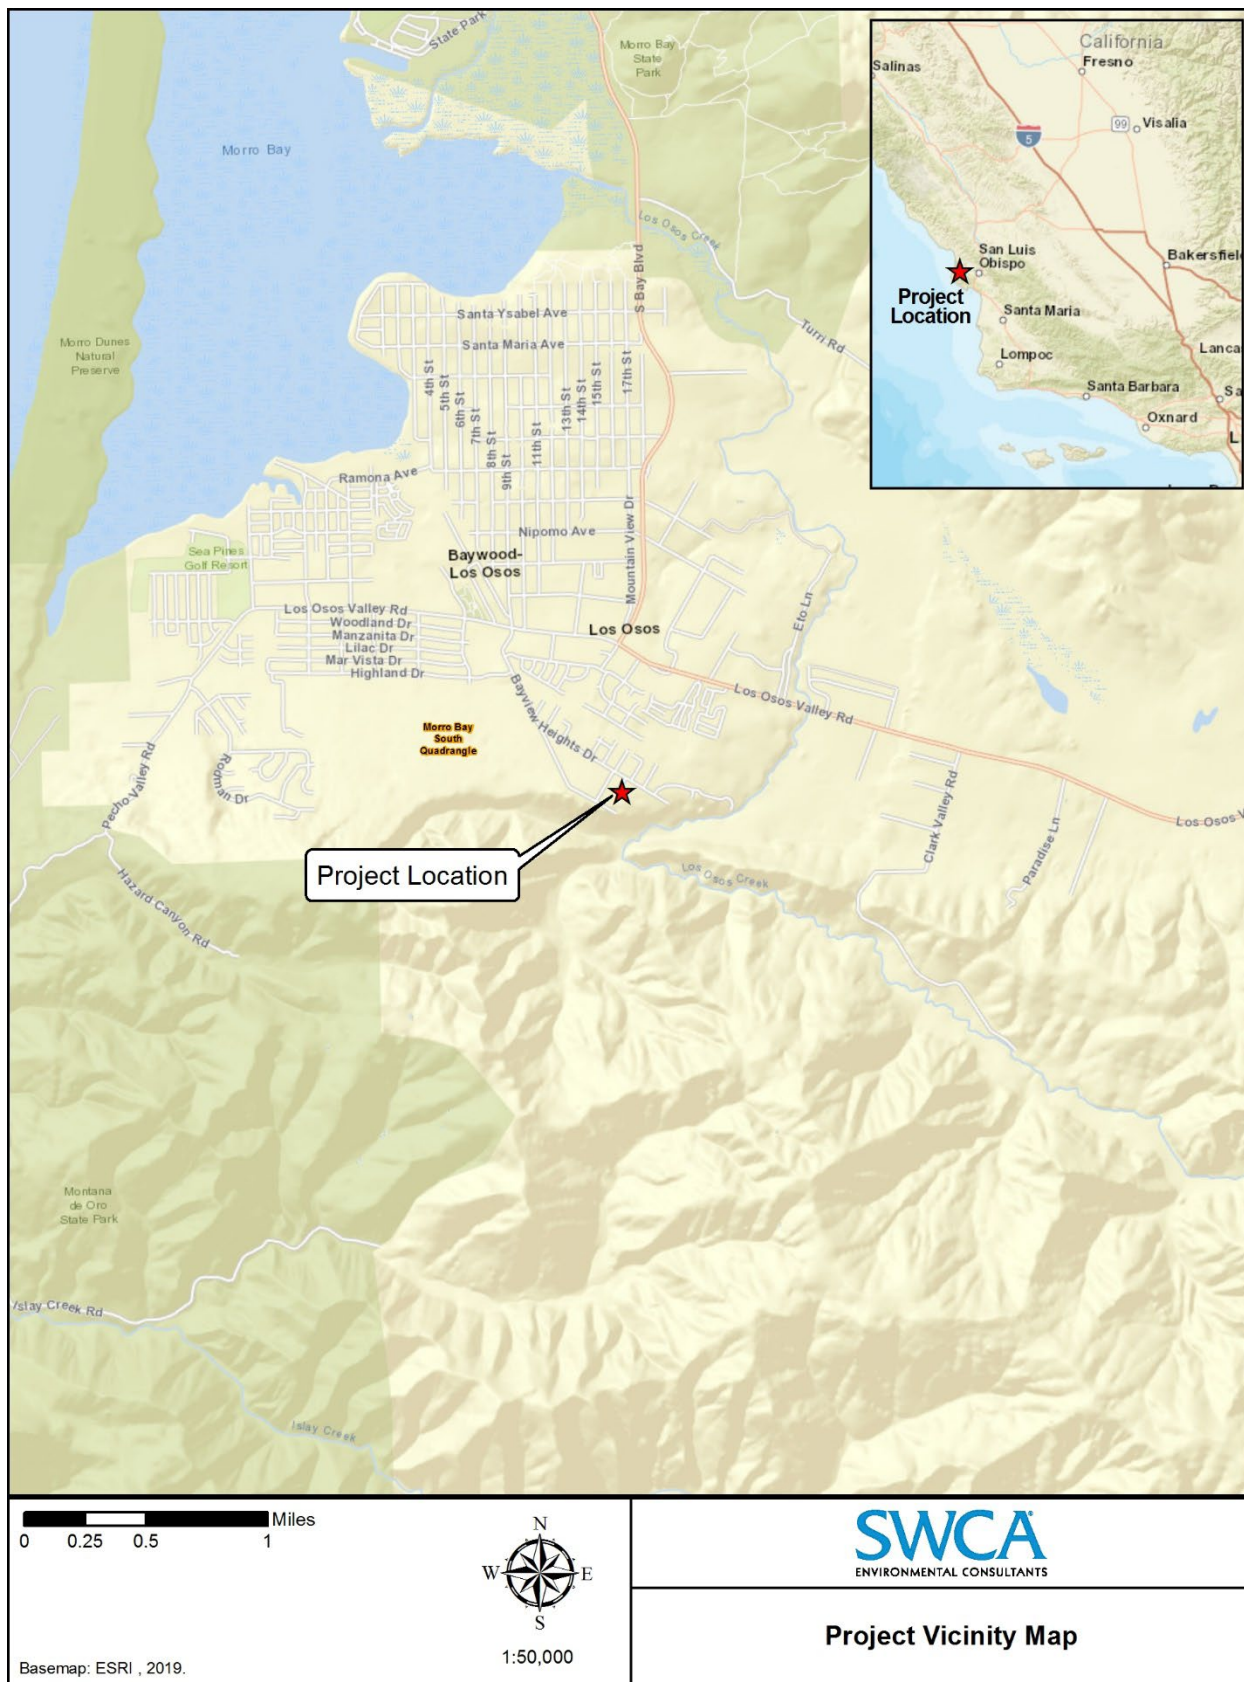 State Park
Morro Bay
State
Park
Morro Bay
Los Osos Creek
S Bay Blvd
Turri Rd
Santa Ysabel Ave
Santa Maria Ave
Morro Dunes
Natural
Preserve
4th St
5th St
6th St
7th St
8th St
9th St
11th St
13th St
14th St
15th St
17th St
Ramona Ave
Nipomo Ave
Mountain View Dr
Sea Pines
Golf Resort
Baywood-
Los Osos
Eto Ln
Los Osos Valley Rd
Woodland Dr
Manzanita Dr
Lilac Dr
Mar Vista Dr
Highland Dr
Los Osos
Los Osos Valley Rd
Bayview Heights Dr
Morro Bay
South
Quadrangle
Pecho Valley Rd
Rodman Dr
Clark Valley Rd
Paradise Ln
Los Osos V
Project Location
Los Osos Creek
Hazard Canyon Rd
Montana
de Oro
State Park
Islay Creek Rd
Islay Creek
California
Salinas
Fresno
99
Visalia
5
San Luis
Obispo
Bakersfiel
Project
Location
Santa Maria
Lompoc
Lanca
Santa Barbara
Sa
Oxnard
L
Miles
0 0.25 0.5 1
N
W E
S
1:50,000
Basemap: ESRI , 2019.
SWCA
ENVIRONMENTAL CONSULTANTS
Project Vicinity Map